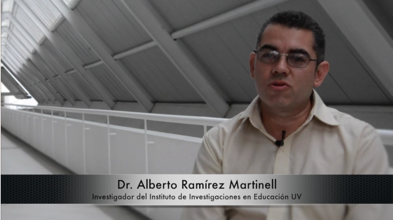 Dr. Alberto Ramírez Martinell
Investigador del Instituto de Investigaciones en Educación UV